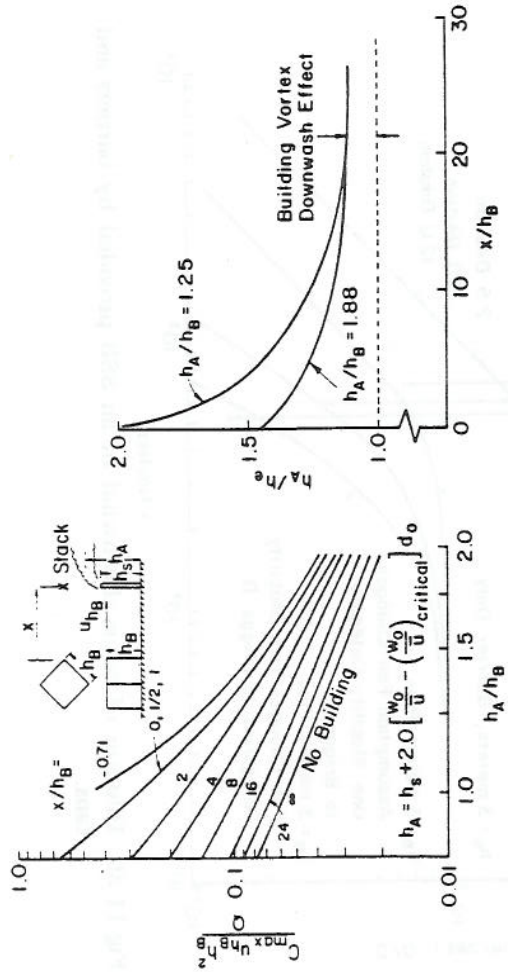 C_max u_hB h_B^2 / Q
1.0
0.1
0.01
x/h_B =
-0.71
0, 1/2, 1
2
4
8
16
24
∞
No Building
1.0
1.5
2.0
h_A/h_B
h_A = h_s + 2.0 [ w_0/u̅ - (w_0/u̅)_critical ] d_0
x
x Stack
h_B
u_hB
h_B
h_s
h_A
h_A/h_e
2.0
1.5
1.0
h_A/h_B = 1.25
h_A/h_B = 1.88
Building Vortex
Downwash Effect
0
10
20
30
x/h_B